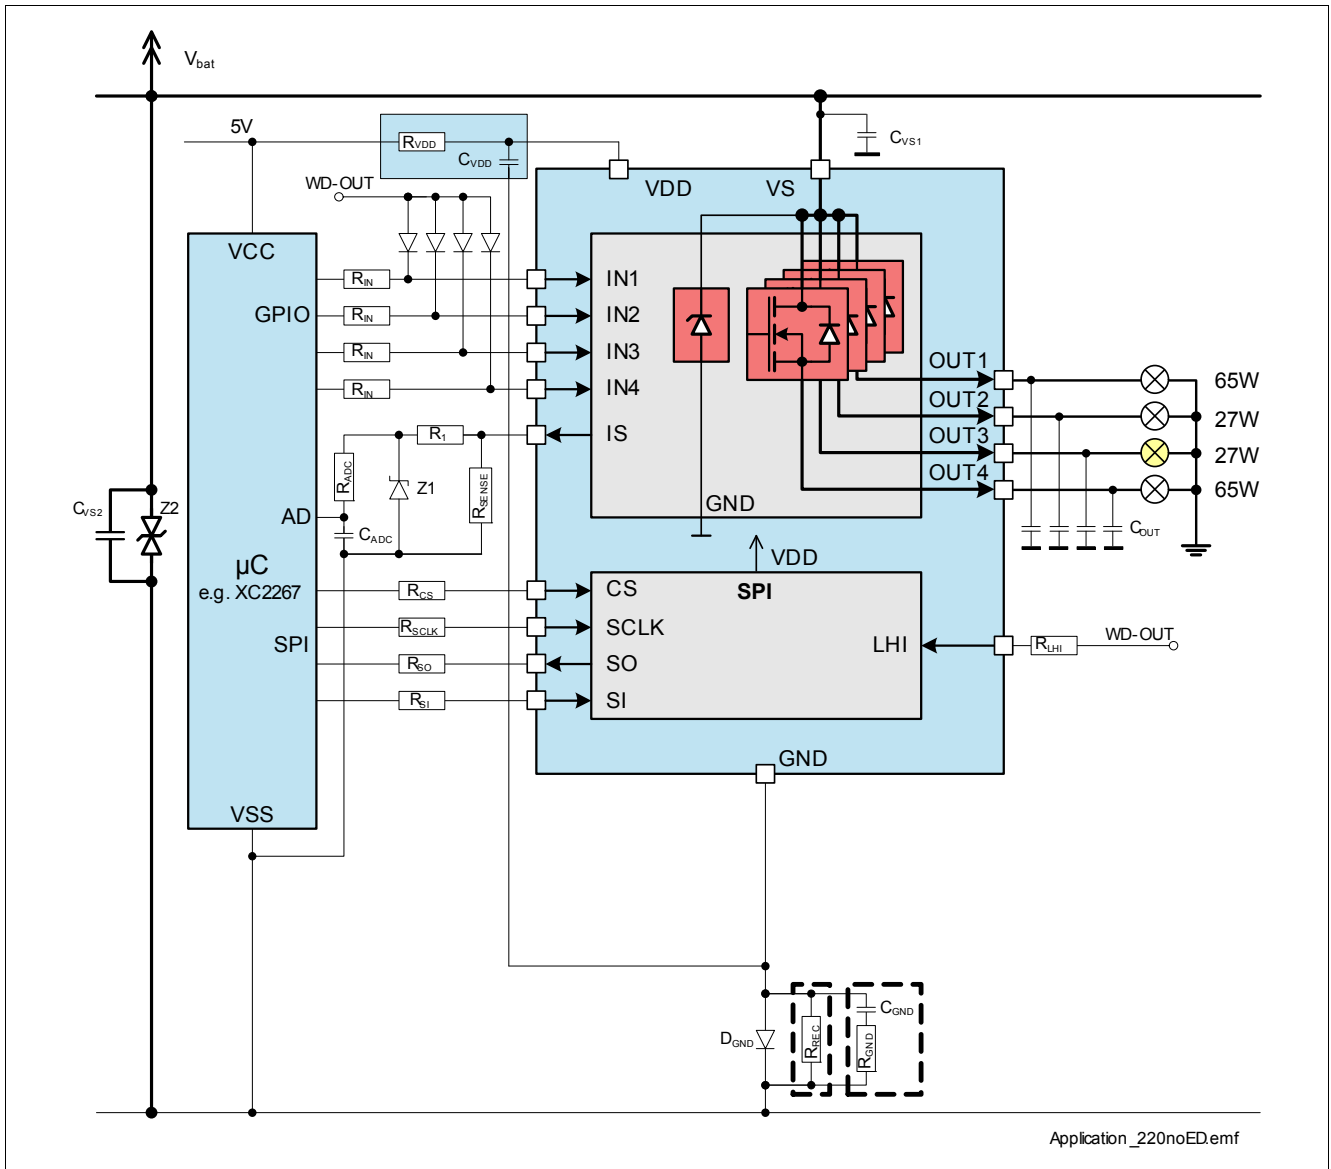 Vbat
5V
RVDD
CVDD
CVS1
WD-OUT
VDD
VS
VCC
RIN
IN1
GPIO
RIN
IN2
RIN
IN3
RIN
IN4
OUT1
65W
OUT2
27W
OUT3
27W
OUT4
65W
R1
IS
RADC
Z1
RSENSE
GND
CVS2
Z2
AD
CADC
COUT
µC
e.g. XC2267
VDD
SPI
RCS
CS
RSCLK
SCLK
SPI
RSO
SO
LHI
RLHI
WD-OUT
RSI
SI
GND
VSS
DGND
RREC
CGND
RGND
Application_220noED.emf